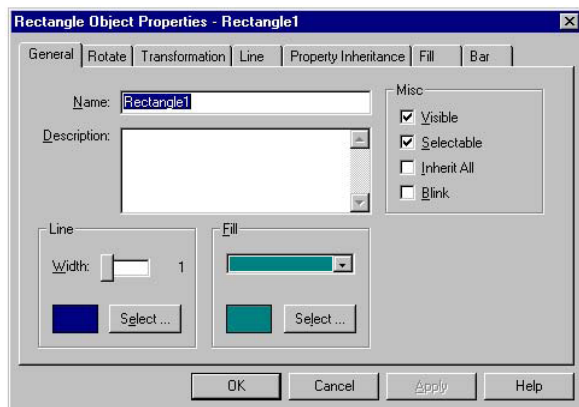 Rectangle Object Properties - Rectangle1
General Rotate Transformation Line Property Inheritance Fill Bar
Name: Rectangle1
Description:
Misc
Visible
Selectable
Inherit All
Blink
Line
Width: 1
Select ...
Fill
Select ...
OK Cancel Apply Help